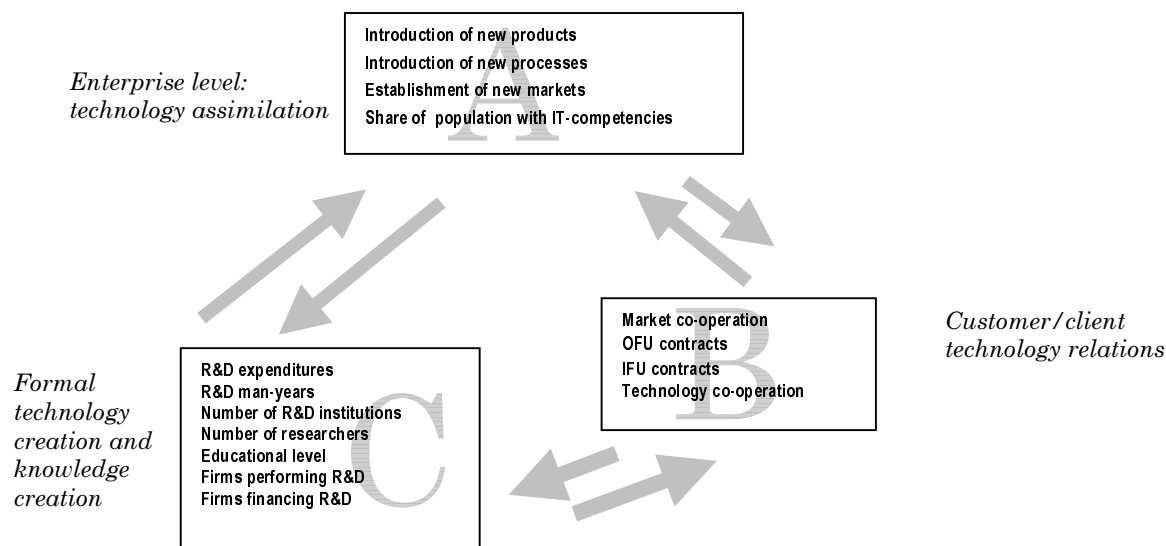 Introduction of new products
Introduction of new processes
Establishment of new markets
Share of population with IT-competencies
A
Enterprise level:
technology assimilation
Market co-operation
OFU contracts
IFU contracts
Technology co-operation
B
Customer/client
technology relations
Formal
technology
creation and
knowledge
creation
R&D expenditures
R&D man-years
Number of R&D institutions
Number of researchers
Educational level
Firms performing R&D
Firms financing R&D
C